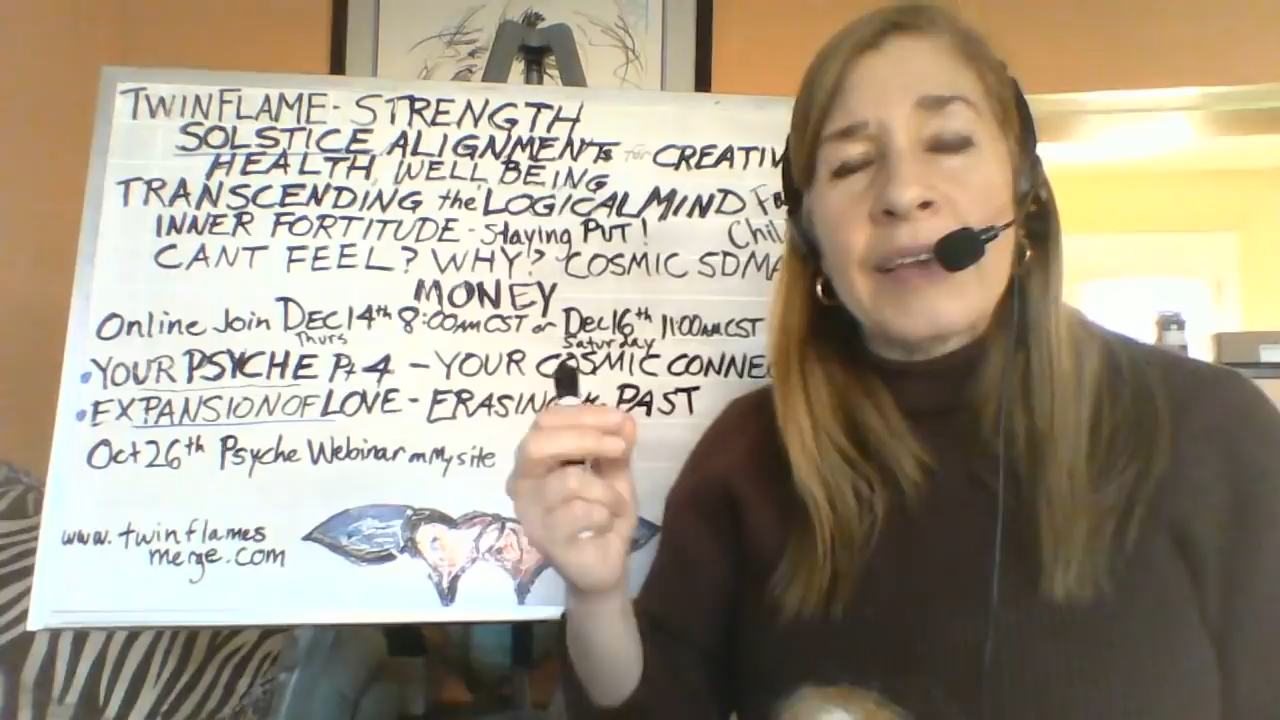 TWINFLAME - STRENGTH
SOLSTICE ALIGNMENTS for CREATIV
HEALTH, WELL BEING
TRANSCENDING the LOGICAL MIND
INNER FORTITUDE - Staying PUT! Chil
CANT FEEL? WHY? COSMIC
MONEY
Online Join DEC 14th 8:00AM CST or Dec 16th 11:00AM CST
Thurs Saturday
• YOUR PSYCHE Pt 4 - YOUR COSMIC CONNE
• EXPANSION OF LOVE - ERASING PAST
Oct 26th Psyche Webinar on My site
www.twinflames
merge.com